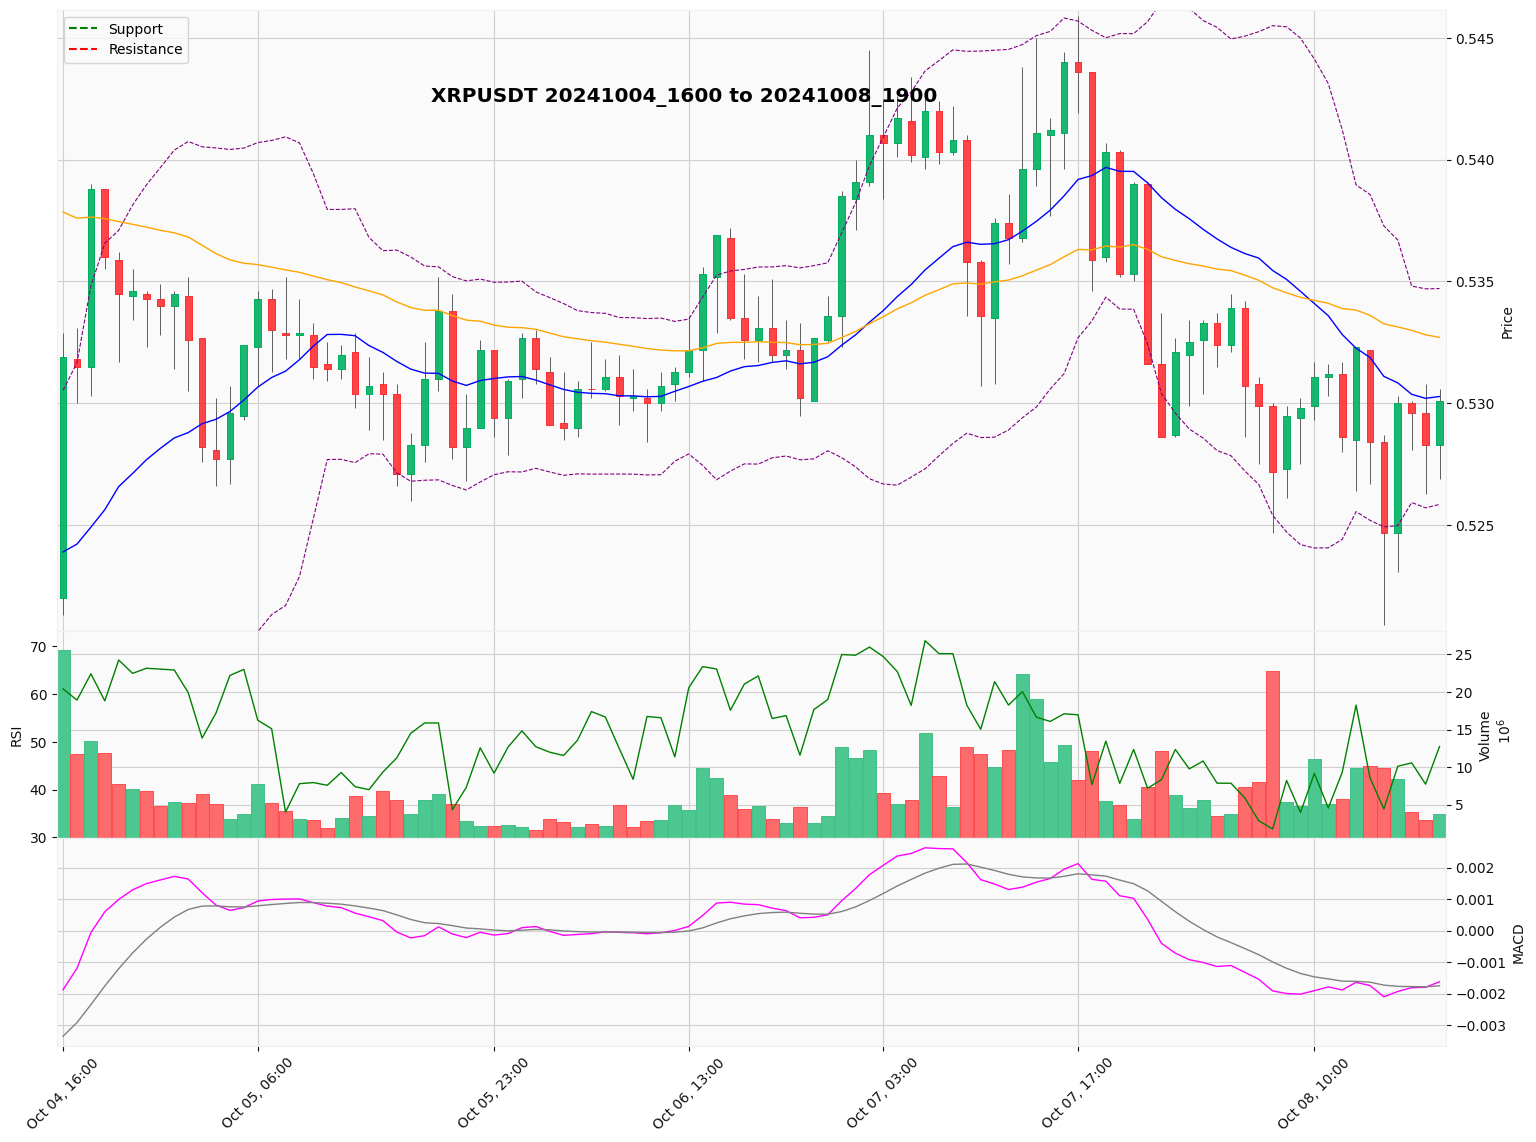 Support
Resistance
XRPUSDT 20241004_1600 to 20241008_1900
0.545
0.540
0.535
0.530
0.525
Price
70
60
50
40
30
RSI
25
20
15
10
5
Volume
10^6
0.002
0.001
0.000
−0.001
−0.002
−0.003
MACD
Oct 04, 16:00
Oct 05, 06:00
Oct 05, 23:00
Oct 06, 13:00
Oct 07, 03:00
Oct 07, 17:00
Oct 08, 10:00